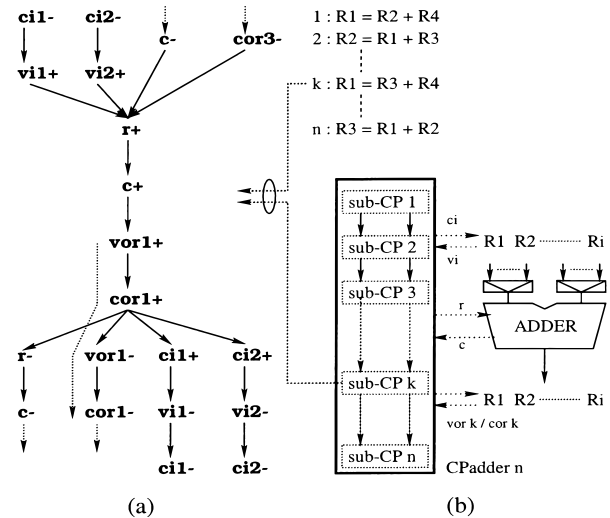 ci1- ci2- c- cor3-
vi1+ vi2+
r+
c+
vor1+
cor1+
r- vor1- ci1+ ci2+
c- cor1- vi1- vi2-
ci1- ci2-
(a)
1 : R1 = R2 + R4
2 : R2 = R1 + R3
k : R1 = R3 + R4
n : R3 = R1 + R2
sub-CP 1
sub-CP 2
sub-CP 3
sub-CP k
sub-CP n
CPadder n
ci
vi
R1 R2 Ri
r
c
ADDER
R1 R2 Ri
vor k / cor k
(b)